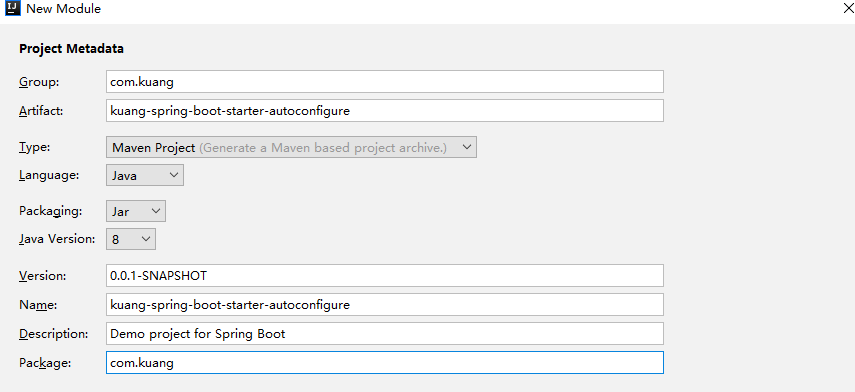 New Module
Project Metadata
Group: com.kuang
Artifact: kuang-spring-boot-starter-autoconfigure
Type: Maven Project (Generate a Maven based project archive.)
Language: Java
Packaging: Jar
Java Version: 8
Version: 0.0.1-SNAPSHOT
Name: kuang-spring-boot-starter-autoconfigure
Description: Demo project for Spring Boot
Package: com.kuang